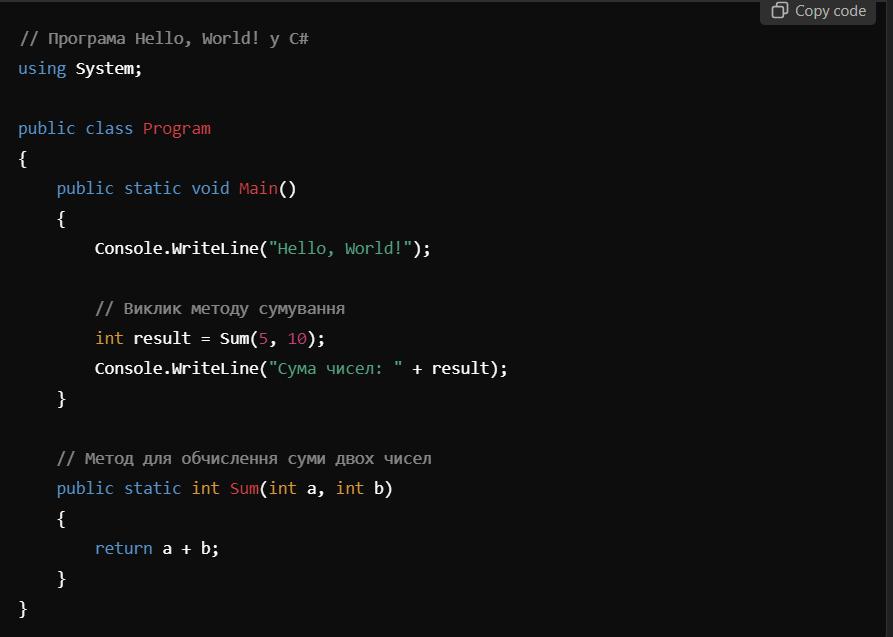 Copy code
// Програма Hello, World! у C#
using System;
public class Program
{
    public static void Main()
    {
        Console.WriteLine("Hello, World!");
        // Виклик методу сумування
        int result = Sum(5, 10);
        Console.WriteLine("Сума чисел: " + result);
    }
    // Метод для обчислення суми двох чисел
    public static int Sum(int a, int b)
    {
        return a + b;
    }
}